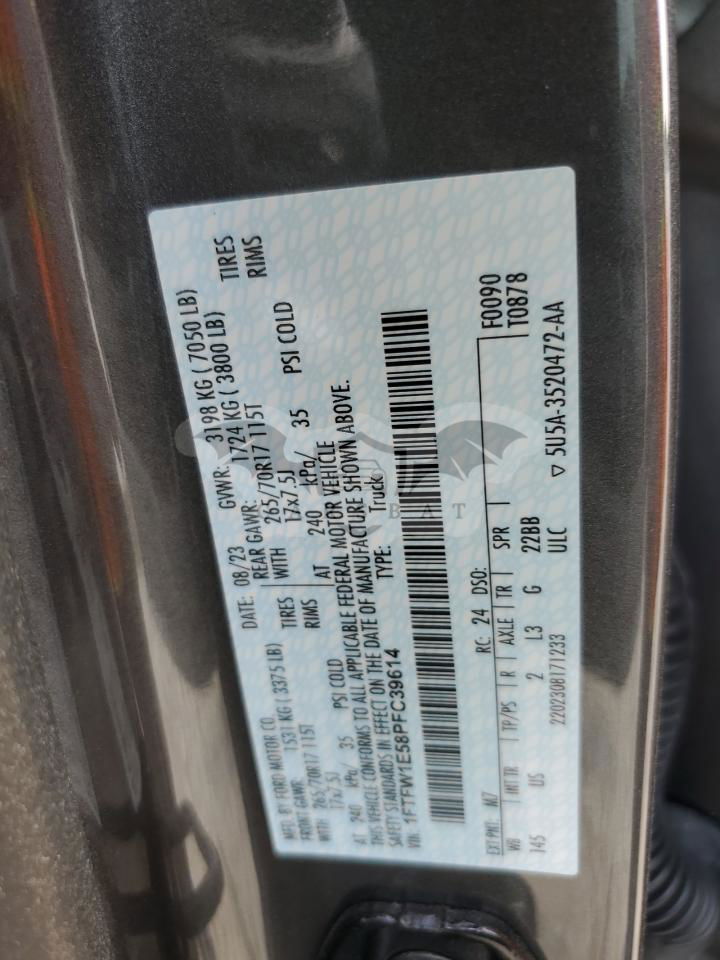 MFD. BY FORD MOTOR CO.
DATE: 08/23 GVWR: 3198 KG ( 7050 LB)
FRONT GAWR: 1531 KG ( 3375 LB) REAR GAWR: 1724 KG ( 3800 LB)
WITH 265/70R17 115T TIRES WITH 265/70R17 115T TIRES
17x7.5J RIMS 17x7.5J RIMS
AT 240 kPa/ 35 PSI COLD AT 240 kPa/ 35 PSI COLD
THIS VEHICLE CONFORMS TO ALL APPLICABLE FEDERAL MOTOR VEHICLE
SAFETY STANDARDS IN EFFECT ON THE DATE OF MANUFACTURE SHOWN ABOVE.
VIN: 1FTFW1E58PFC39614 TYPE: Truck
EXT PNT: M7 RC: 24 DSO: F0090
WB INT TR TP/PS R AXLE TR SPR T0878
145 US 2 L3 G 22BB
2202308171233 ULC ▽ 5U5A-3520472-AA
BAT